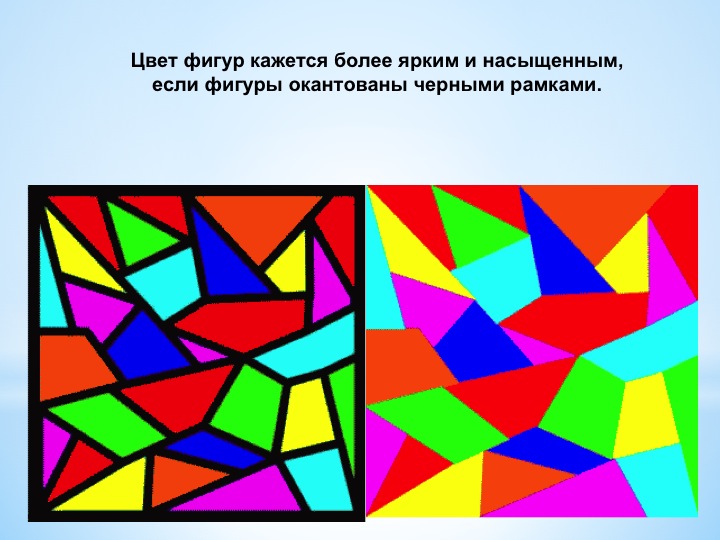 Цвет фигур кажется более ярким и насыщенным,
если фигуры окантованы черными рамками.